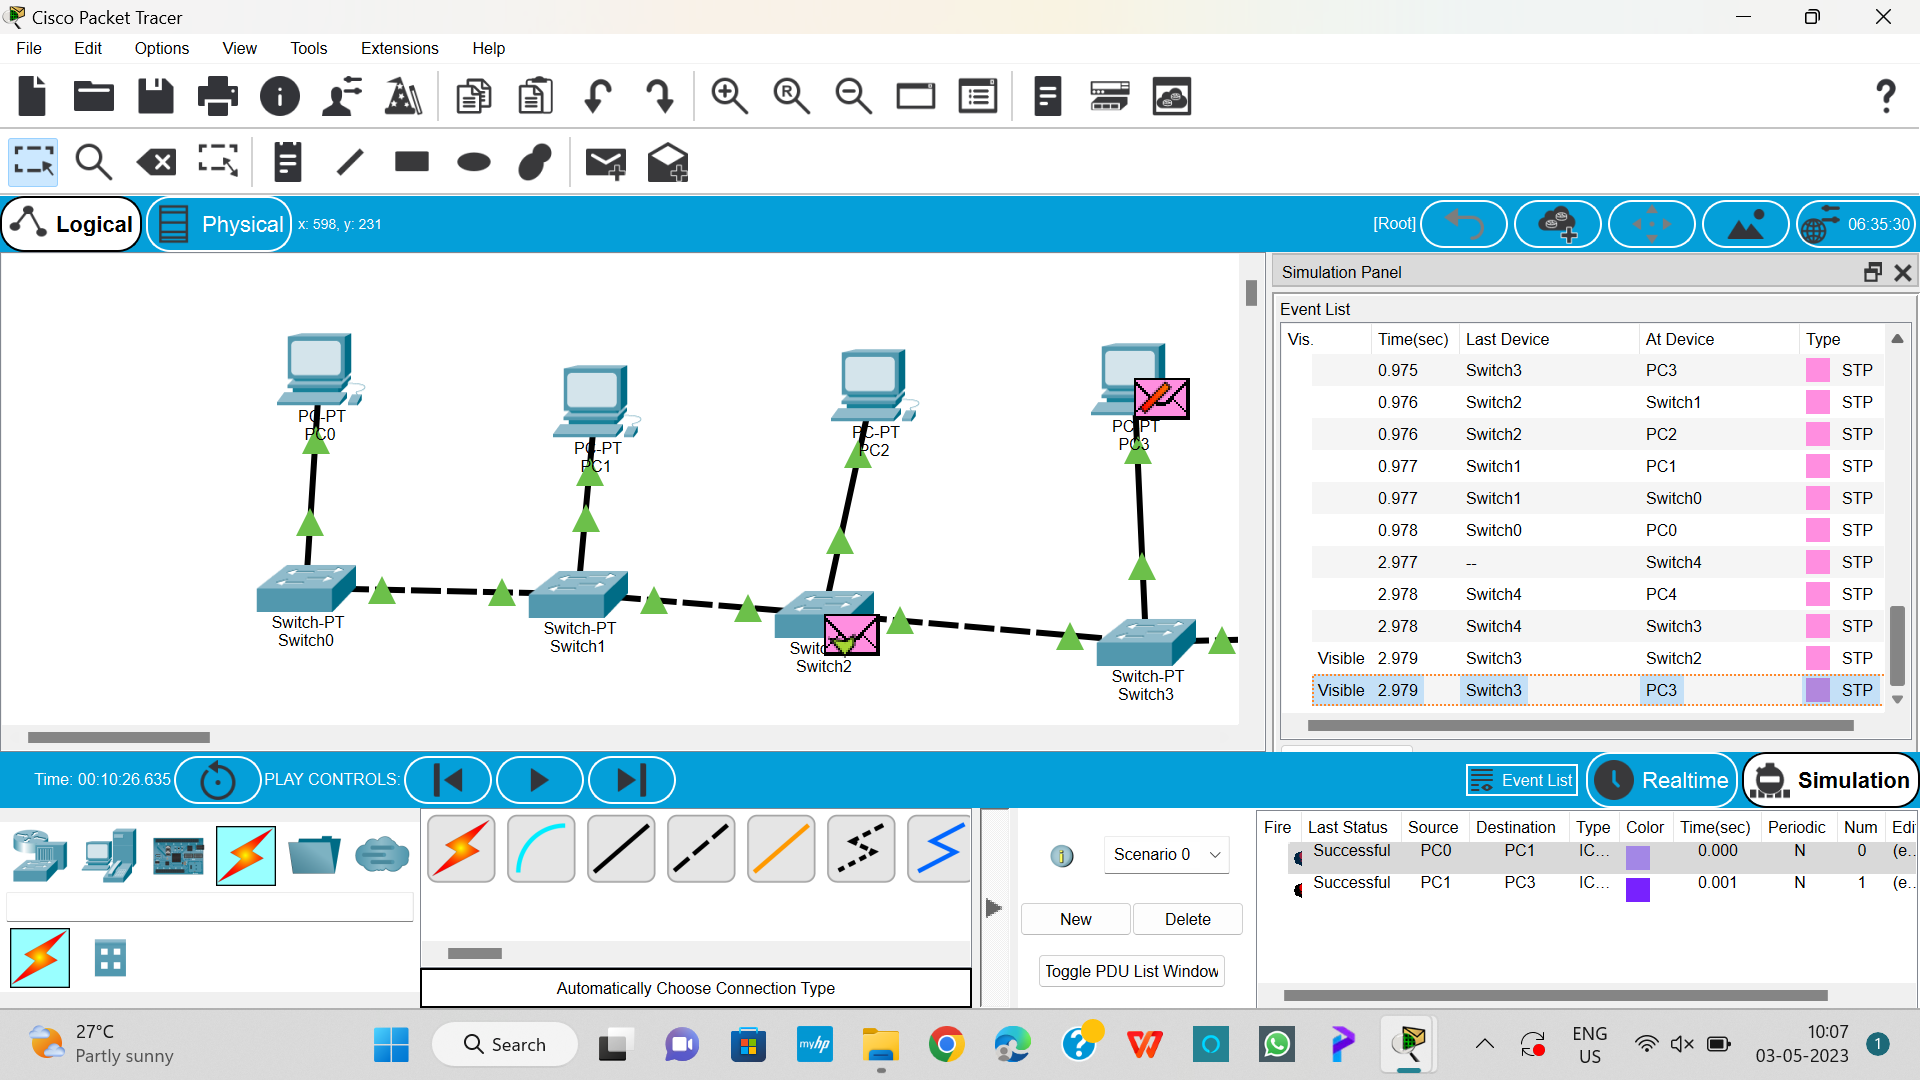 Cisco Packet Tracer
File Edit Options View Tools Extensions Help
Logical Physical x: 598, y: 231 [Root] 06:35:30
Simulation Panel
Event List
Vis. Time(sec) Last Device At Device Type
0.975 Switch3 PC3 STP
0.976 Switch2 Switch1 STP
0.976 Switch2 PC2 STP
0.977 Switch1 PC1 STP
0.977 Switch1 Switch0 STP
0.978 Switch0 PC0 STP
2.977 -- Switch4 STP
2.978 Switch4 PC4 STP
2.978 Switch4 Switch3 STP
Visible 2.979 Switch3 Switch2 STP
Visible 2.979 Switch3 PC3 STP
PC-PT
PC0
PC-PT
PC1
PC-PT
PC2
PC-PT
PC3
Switch-PT
Switch0
Switch-PT
Switch1
Switc
Switch2
Switch-PT
Switch3
Time: 00:10:26.635 PLAY CONTROLS: Event List Realtime Simulation
Fire Last Status Source Destination Type Color Time(sec) Periodic Num Edi
Successful PC0 PC1 IC... 0.000 N 0 (e...
Successful PC1 PC3 IC... 0.001 N 1 (e...
Scenario 0
New Delete
Toggle PDU List Window
Automatically Choose Connection Type
27°C
Partly sunny
Search
myhp
ENG
US
10:07
03-05-2023
1